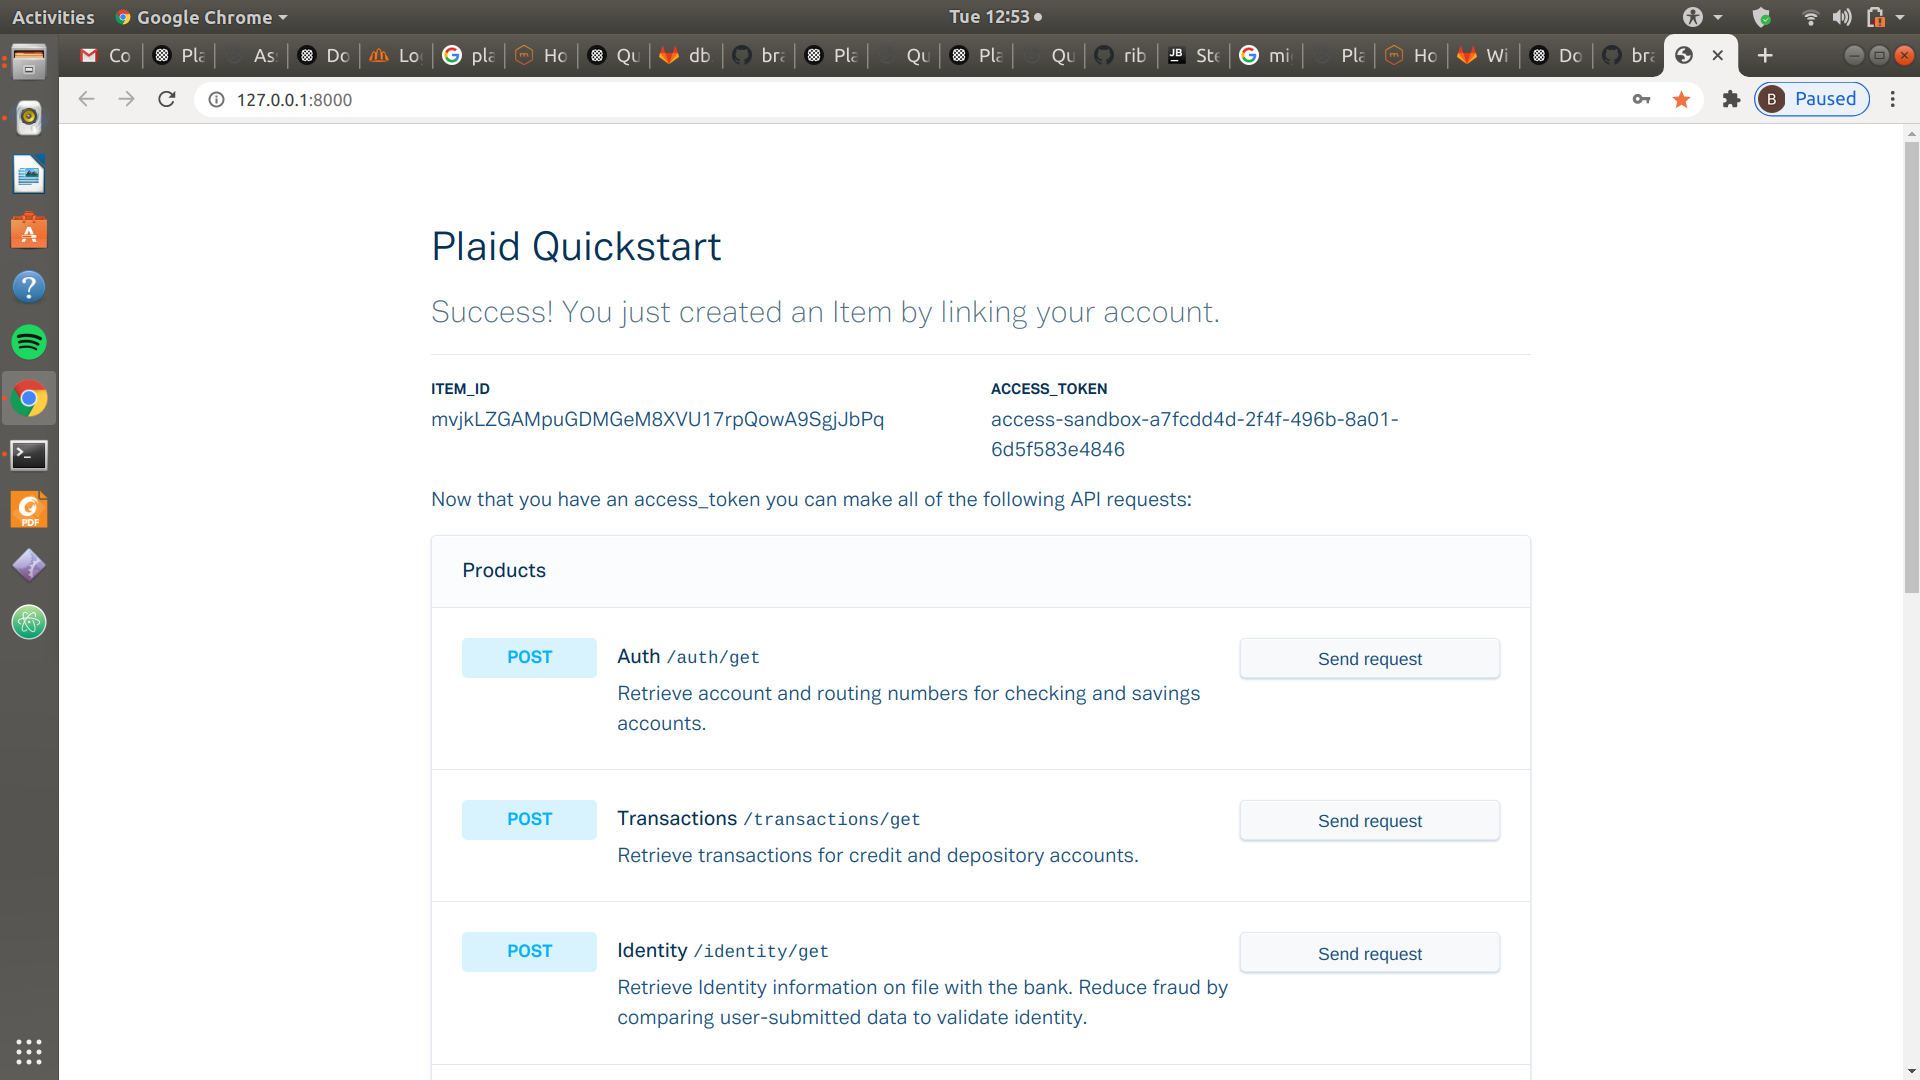 Activities
Google Chrome
Tue 12:53
Co
Pla
As
Do
Lo
pla
Ho
Qu
db
bra
Pla
Qu
Pla
Qu
rib
Ste
mi
Pla
Ho
Wi
Do
bra
127.0.0.1:8000
B
Paused
Plaid Quickstart
Success! You just created an Item by linking your account.
ITEM_ID
mvjkLZGAMpuGDMGeM8XVU17rpQowA9SgjJbPq
ACCESS_TOKEN
access-sandbox-a7fcdd4d-2f4f-496b-8a01-
6d5f583e4846
Now that you have an access_token you can make all of the following API requests:
Products
POST
Auth /auth/get
Send request
Retrieve account and routing numbers for checking and savings
accounts.
POST
Transactions /transactions/get
Send request
Retrieve transactions for credit and depository accounts.
POST
Identity /identity/get
Send request
Retrieve Identity information on file with the bank. Reduce fraud by
comparing user-submitted data to validate identity.
PDF